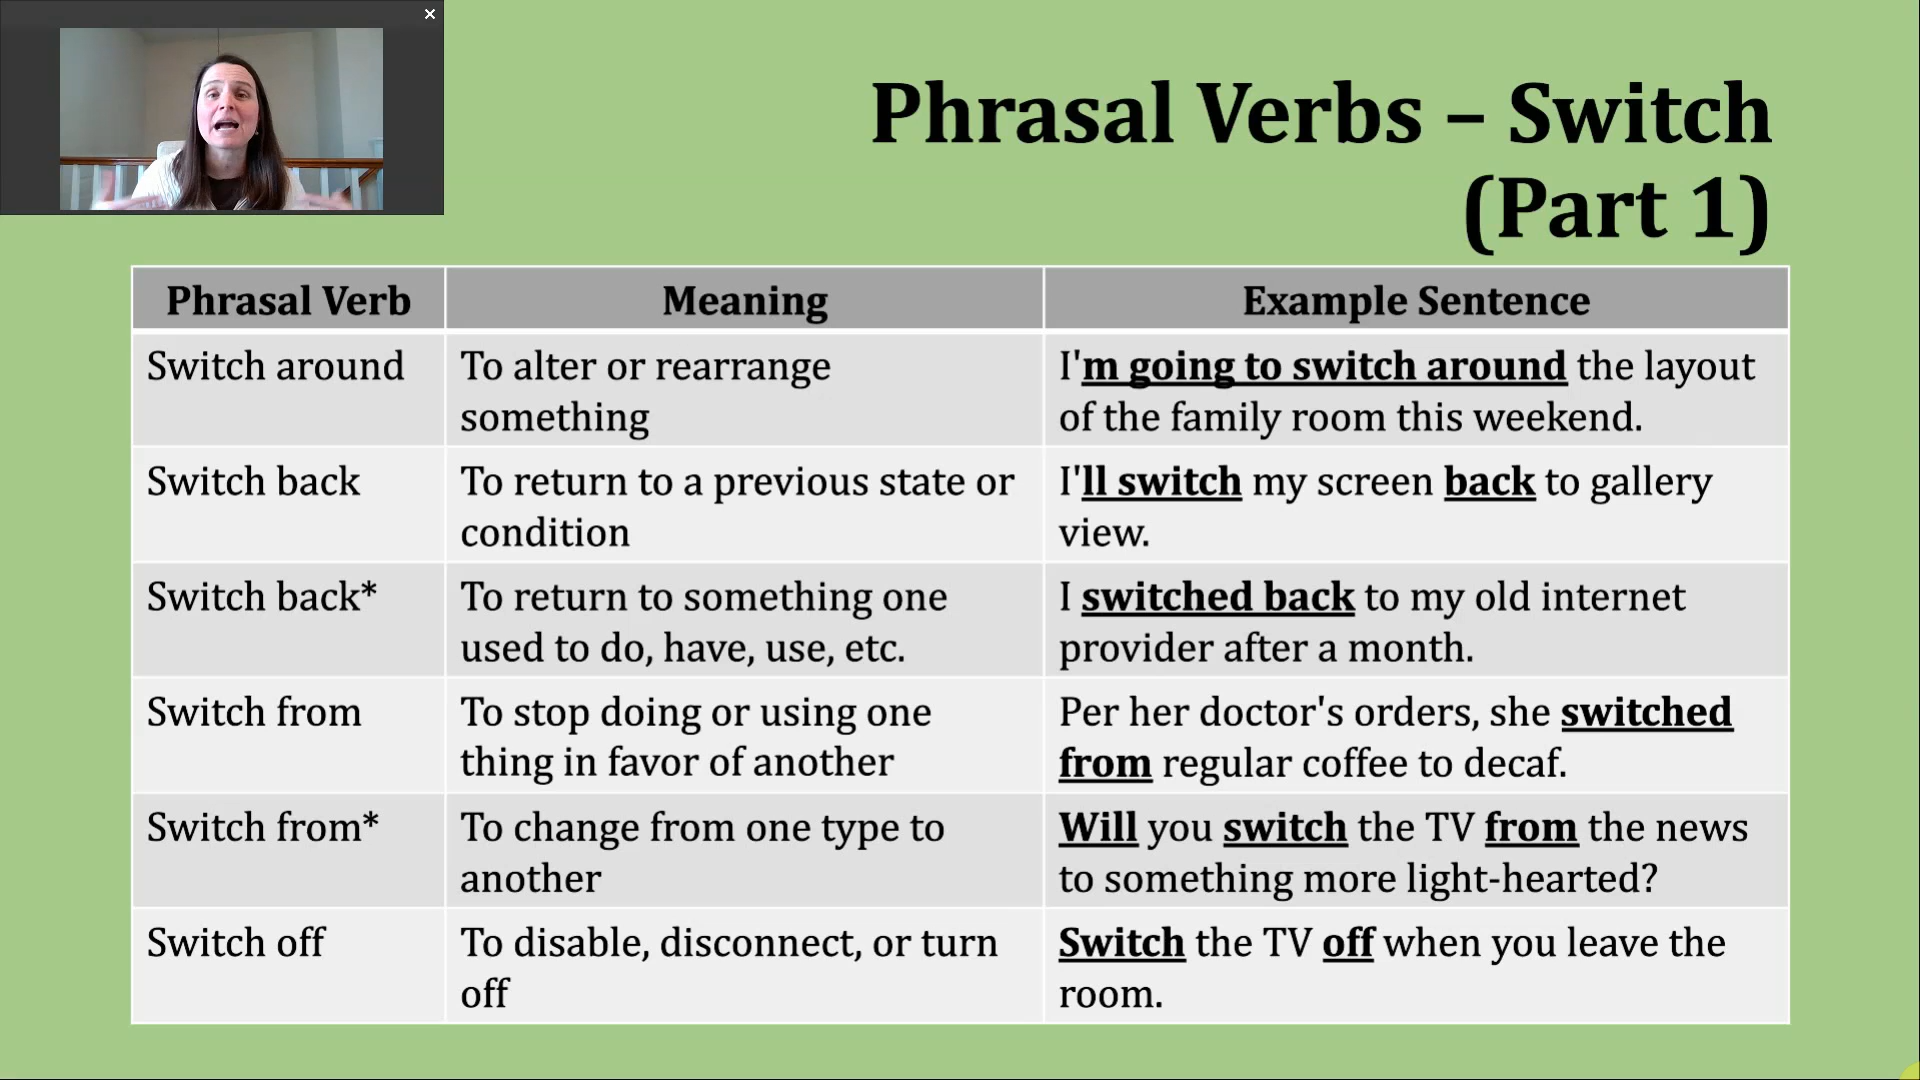 Phrasal Verbs – Switch
(Part 1)
Phrasal Verb
Meaning
Example Sentence
Switch around
To alter or rearrange
something
I'm going to switch around the layout
of the family room this weekend.
Switch back
To return to a previous state or
condition
I'll switch my screen back to gallery
view.
Switch back*
To return to something one
used to do, have, use, etc.
I switched back to my old internet
provider after a month.
Switch from
To stop doing or using one
thing in favor of another
Per her doctor's orders, she switched
from regular coffee to decaf.
Switch from*
To change from one type to
another
Will you switch the TV from the news
to something more light-hearted?
Switch off
To disable, disconnect, or turn
off
Switch the TV off when you leave the
room.